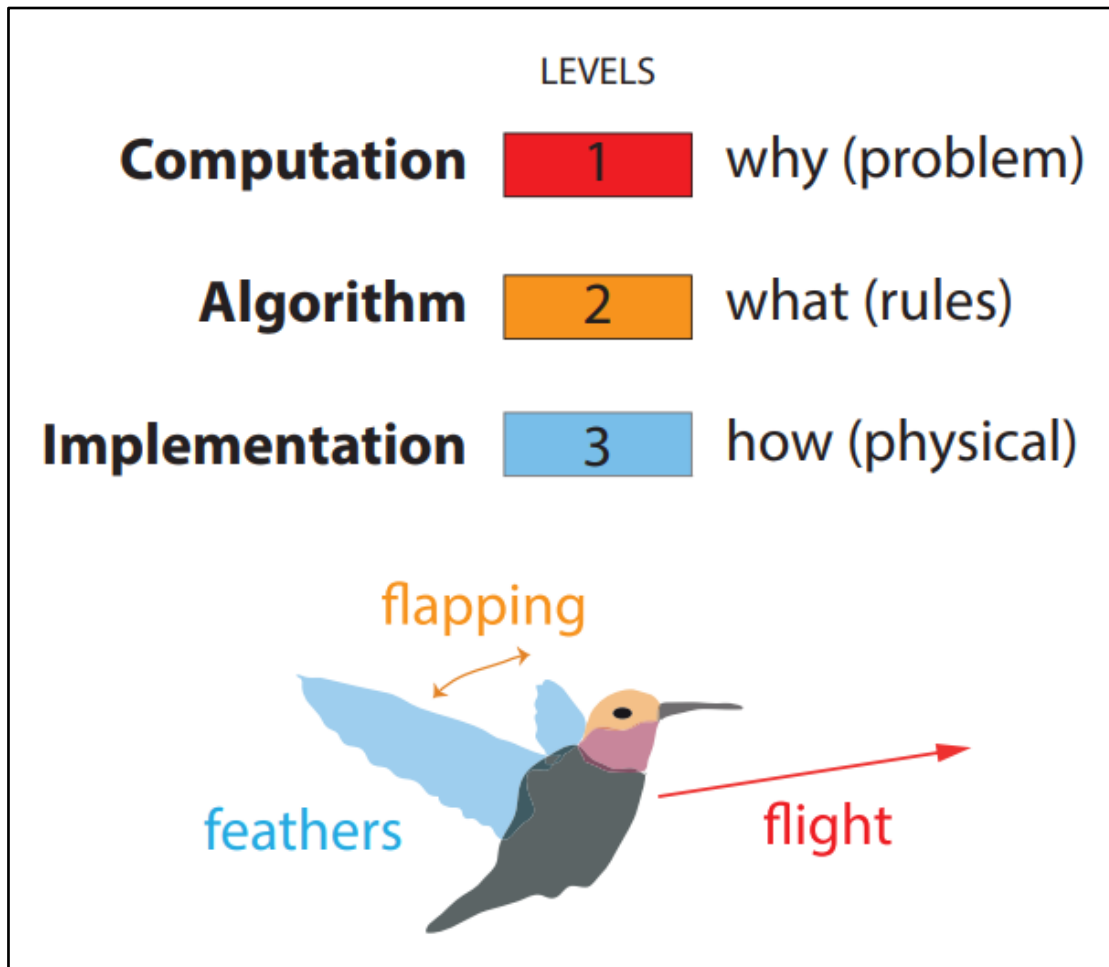 LEVELS
Computation 1 why (problem)
Algorithm 2 what (rules)
Implementation 3 how (physical)
flapping
feathers
flight